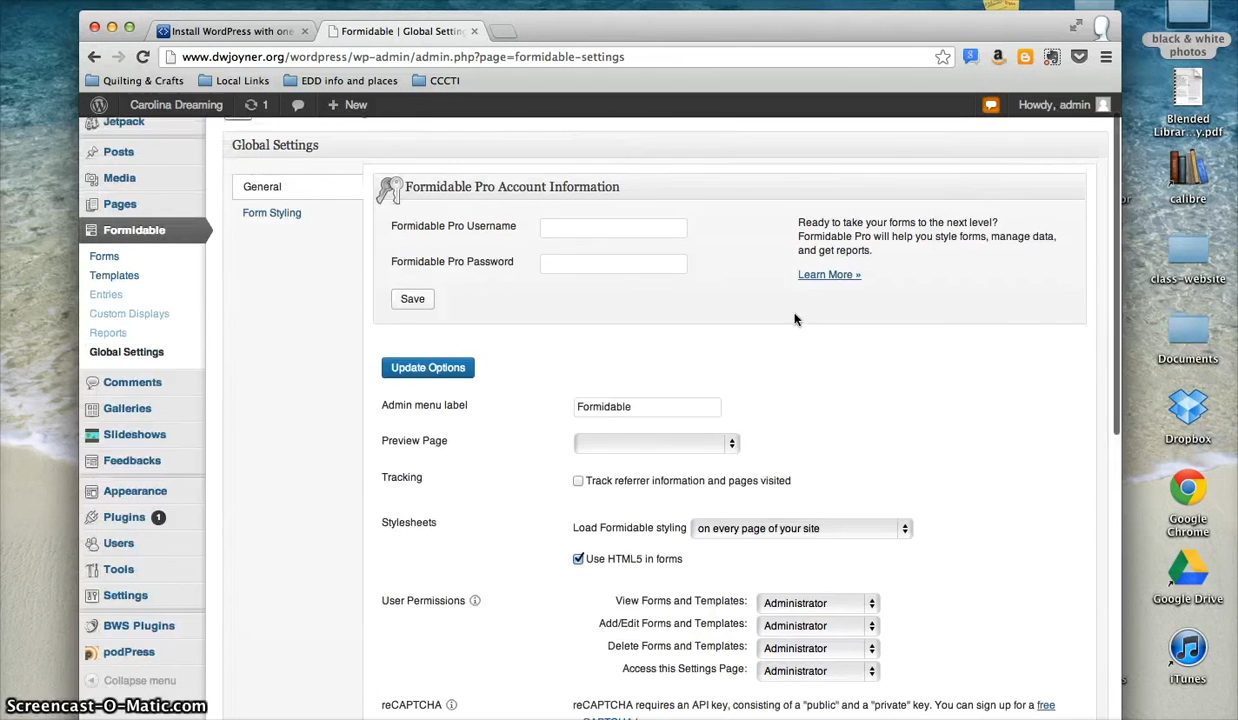 Install WordPress with one
Formidable | Global Settin
www.dwjoyner.org/wordpress/wp-admin/admin.php?page=formidable-settings
Quilting & Crafts
Local Links
EDD info and places
CCCTI
Carolina Dreaming
1
+ New
Howdy, admin
Jetpack
Posts
Media
Pages
Formidable
Forms
Templates
Entries
Custom Displays
Reports
Global Settings
Comments
Galleries
Slideshows
Feedbacks
Appearance
Plugins 1
Users
Tools
Settings
BWS Plugins
podPress
Collapse menu
Global Settings
General
Form Styling
Formidable Pro Account Information
Formidable Pro Username
Formidable Pro Password
Save
Ready to take your forms to the next level?
Formidable Pro will help you style forms, manage data,
and get reports.
Learn More »
Update Options
Admin menu label
Formidable
Preview Page
Tracking
Track referrer information and pages visited
Stylesheets
Load Formidable styling
on every page of your site
Use HTML5 in forms
User Permissions
View Forms and Templates:
Administrator
Add/Edit Forms and Templates:
Administrator
Delete Forms and Templates:
Administrator
Access this Settings Page:
Administrator
reCAPTCHA
reCAPTCHA requires an API key, consisting of a "public" and a "private" key. You can sign up for a free
black & white
photos
Blended
Librar...y.pdf
calibre
class-website
Documents
Dropbox
Google
Chrome
Google Drive
iTunes
Screencast-O-Matic.com